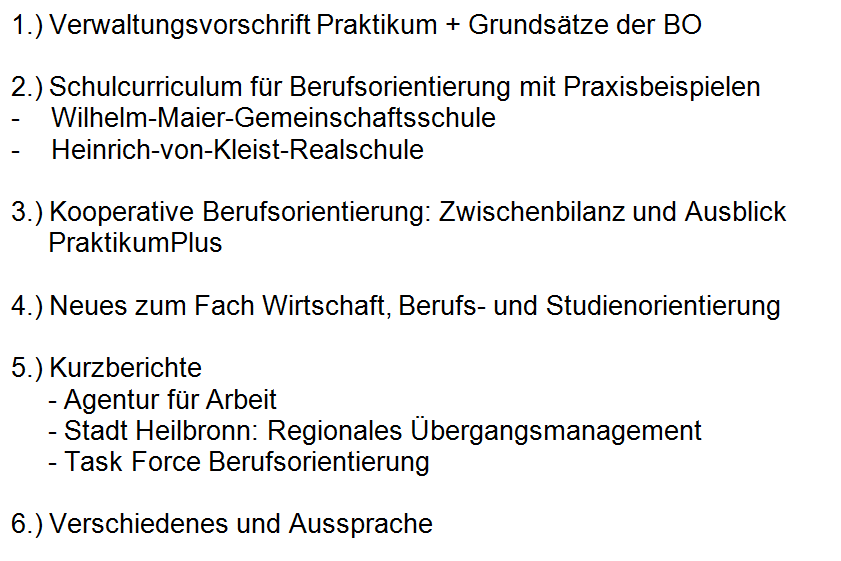 1.) Verwaltungsvorschrift Praktikum + Grundsätze der BO
2.) Schulcurriculum für Berufsorientierung mit Praxisbeispielen
- Wilhelm-Maier-Gemeinschaftsschule
- Heinrich-von-Kleist-Realschule
3.) Kooperative Berufsorientierung: Zwischenbilanz und Ausblick
PraktikumPlus
4.) Neues zum Fach Wirtschaft, Berufs- und Studienorientierung
5.) Kurzberichte
- Agentur für Arbeit
- Stadt Heilbronn: Regionales Übergangsmanagement
- Task Force Berufsorientierung
6.) Verschiedenes und Aussprache